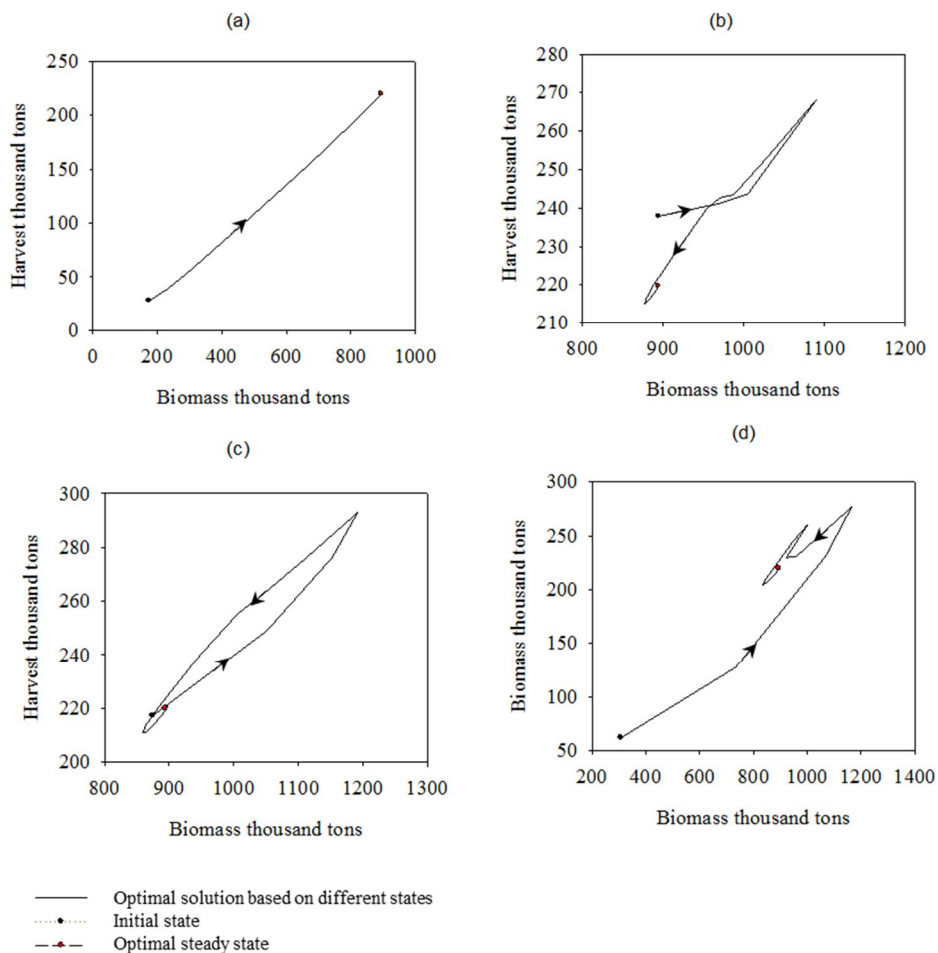 (a)
Harvest thousand tons
250
200
150
100
50
0
0 200 400 600 800 1000
Biomass thousand tons
(b)
Harvest thousand tons
280
270
260
250
240
230
220
210
800 900 1000 1100 1200
Biomass thousand tons
(c)
Harvest thousand tons
300
280
260
240
220
200
800 900 1000 1100 1200 1300
Biomass thousand tons
(d)
Biomass thousand tons
300
250
200
150
100
50
200 400 600 800 1000 1200 1400
Biomass thousand tons
Optimal solution based on different states
Initial state
Optimal steady state